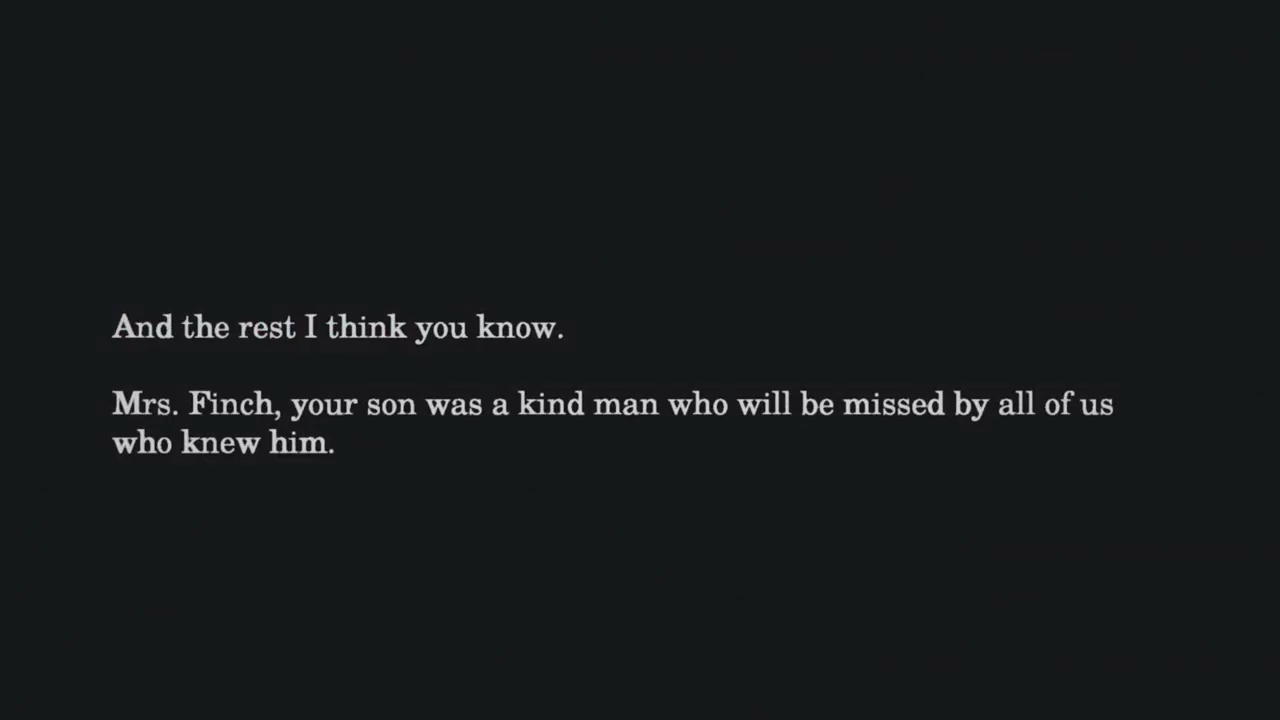 And the rest I think you know.
Mrs. Finch, your son was a kind man who will be missed by all of us
who knew him.